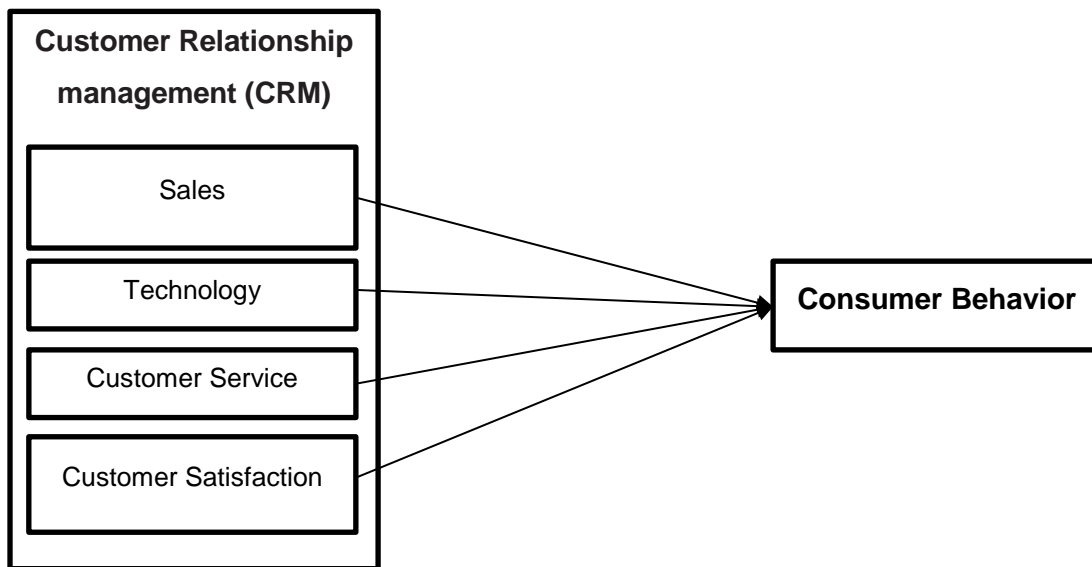 Customer Relationship
management (CRM)
Sales
Technology
Customer Service
Customer Satisfaction
Consumer Behavior